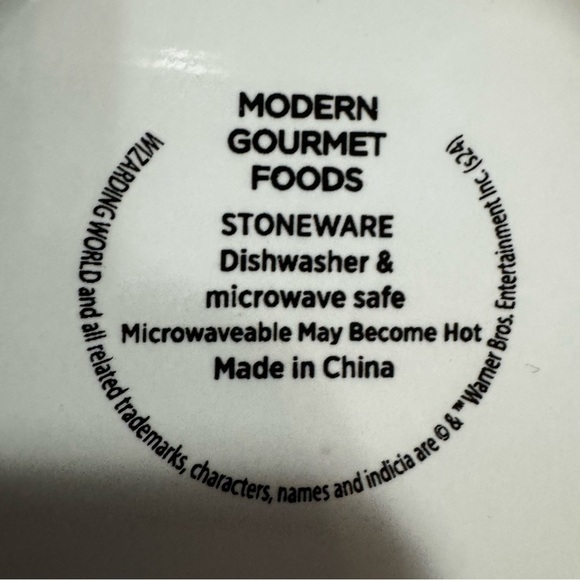 MODERN
GOURMET
FOODS
STONEWARE
Dishwasher &
microwave safe
Microwaveable May Become Hot
Made in China
WIZARDING WORLD and all related trademarks, characters, names and indicia are © & ™ Warner Bros. Entertainment Inc. (s24)